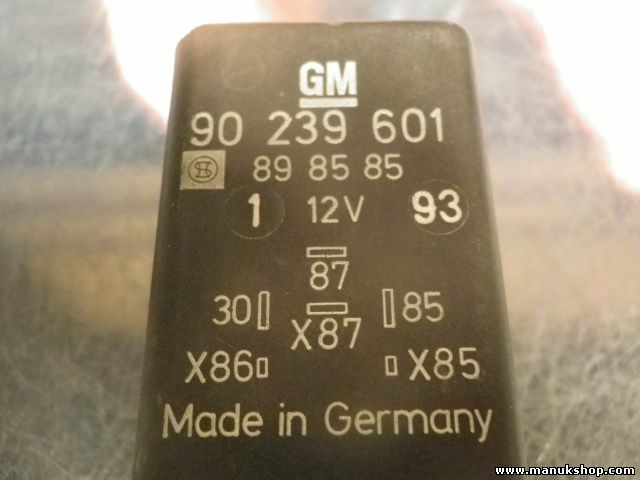 GM
90 239 601
89 85 85
1 12V 93
87
30 85
X87
X86 X85
Made in Germany
www.manukshop.com